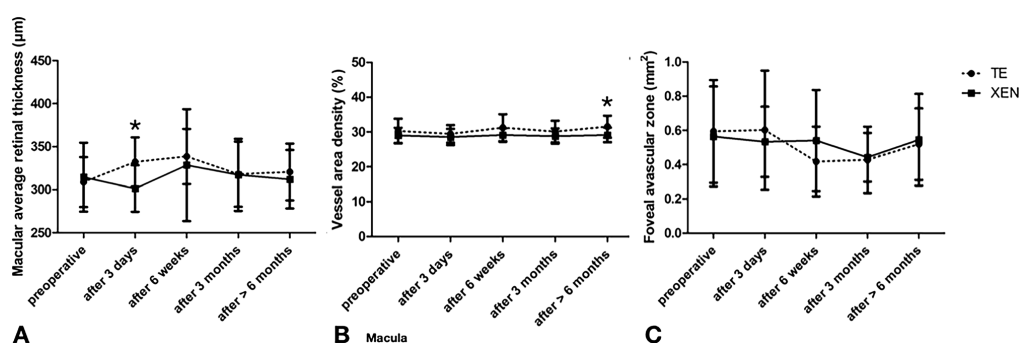 Macular average retinal thickness (µm)
450
400
350
300
250
*
preoperative
after 3 days
after 6 weeks
after 3 months
after > 6 months
A
Vessel area density (%)
50
40
30
20
10
0
*
preoperative
after 3 days
after 6 weeks
after 3 months
after > 6 months
B
Macula
Foveal avascular zone (mm²)
1.0
0.8
0.6
0.4
0.2
0.0
preoperative
after 3 days
after 6 weeks
after 3 months
after > 6 months
C
TE
XEN